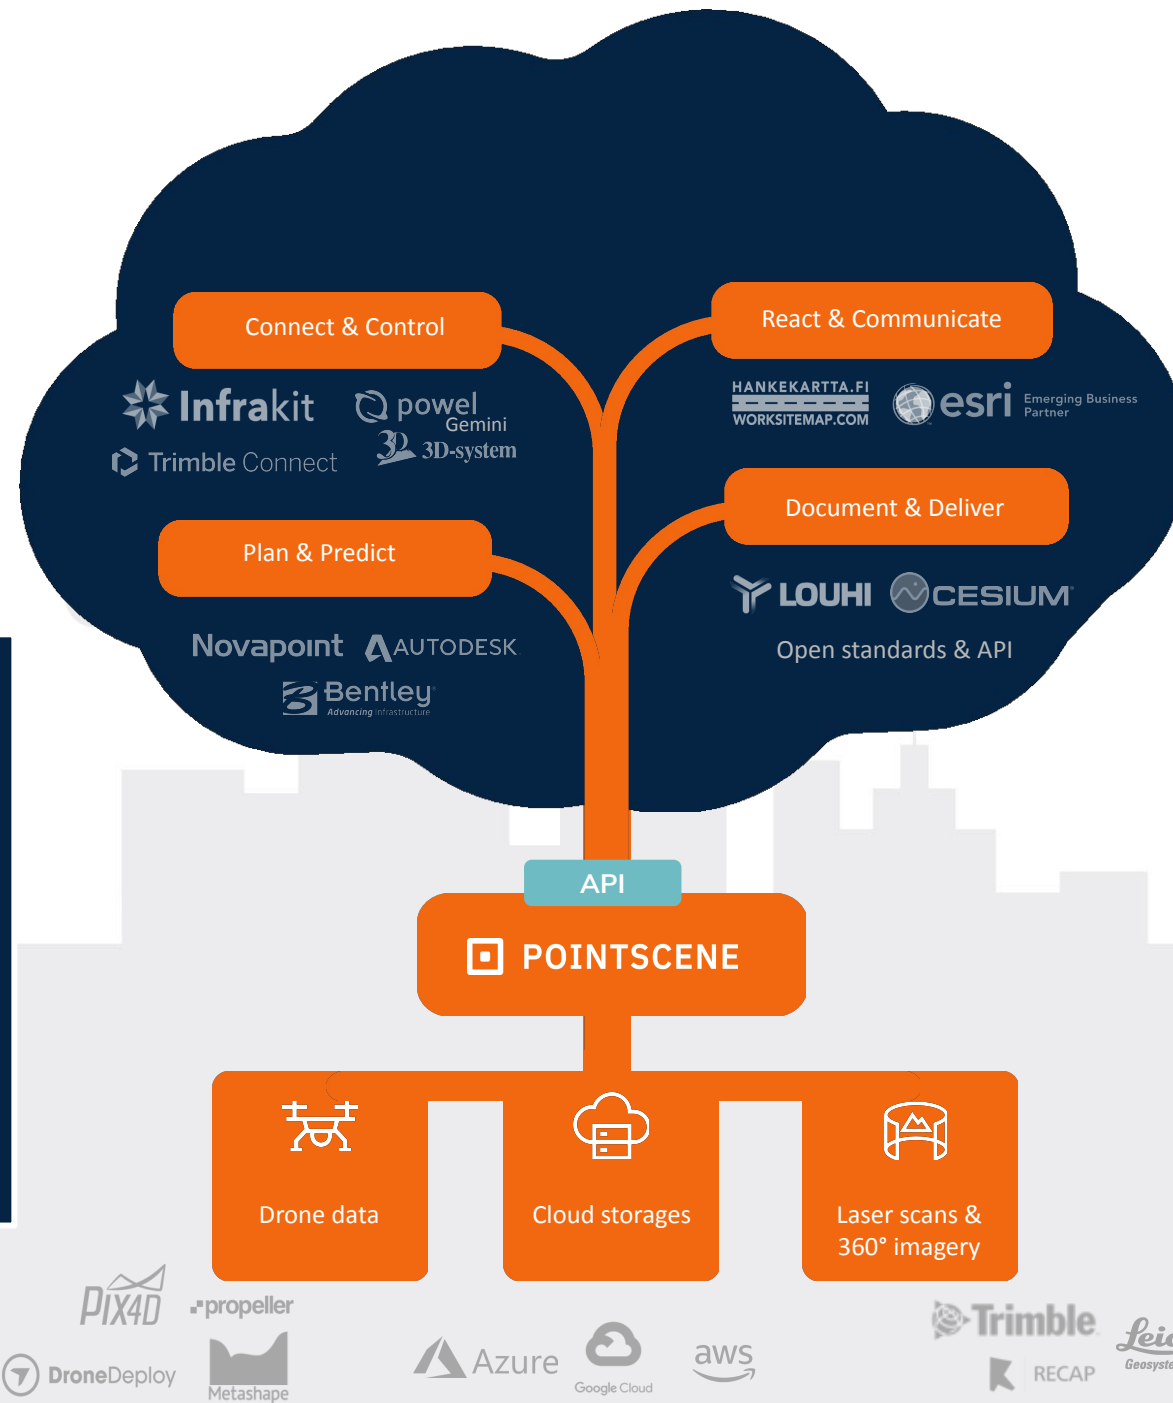 Connect & Control
Infrakit
powel
Gemini
Trimble Connect
3D 3D-system
React & Communicate
HANKEKARTTA.FI
WORKSITEMAP.COM
esri Emerging Business
Partner
Plan & Predict
Novapoint
AUTODESK
Bentley
Advancing Infrastructure
Document & Deliver
LOUHI
CESIUM
Open standards & API
API
POINTSCENE
Drone data
Cloud storages
Laser scans &
360° imagery
PIX4D
propeller
DroneDeploy
Metashape
Azure
Google Cloud
aws
Trimble
RECAP